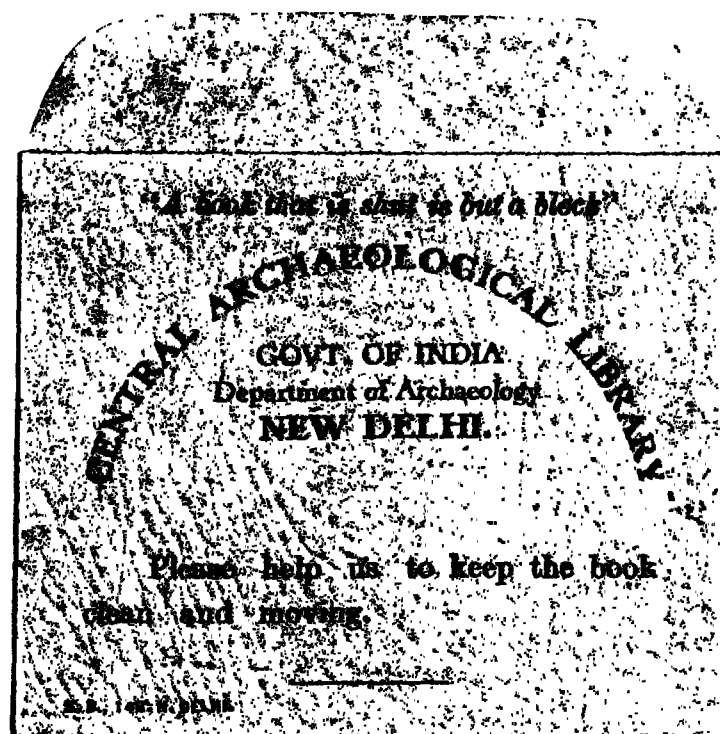 "A book that is shut is but a block"
CENTRAL ARCHAEOLOGICAL LIBRARY
GOVT. OF INDIA
Department of Archaeology
NEW DELHI.
Please help us to keep the book
clean and moving.
N. DELHI.